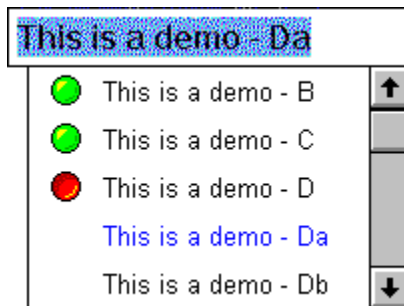 This is a demo - Da
This is a demo - B
This is a demo - C
This is a demo - D
This is a demo - Da
This is a demo - Db